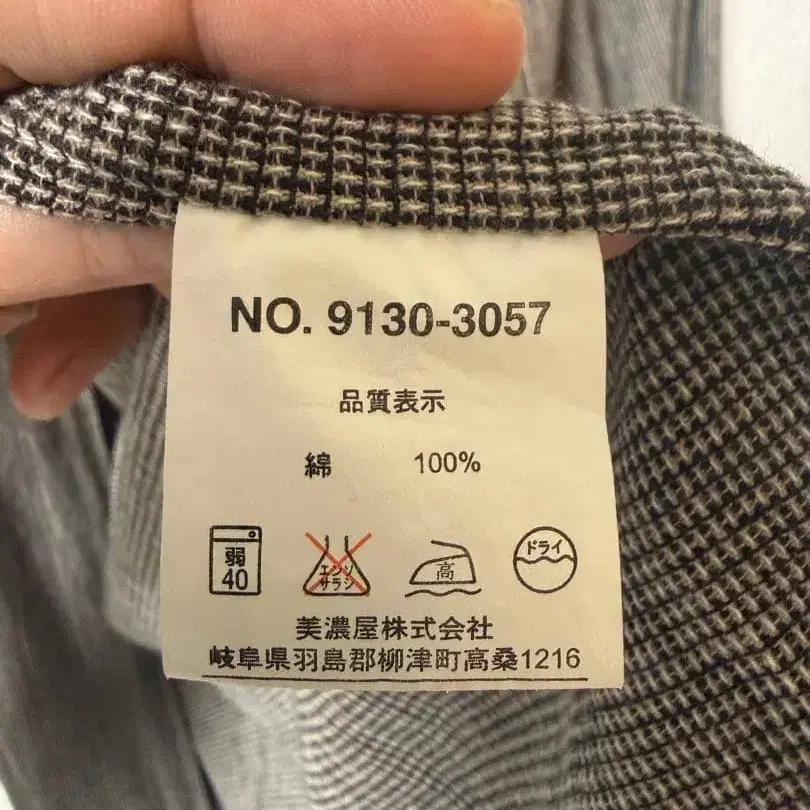 NO. 9130-3057
品質表示
綿 100%
弱 40 エンソ サラシ 高 ドライ
美濃屋株式会社
岐阜県羽島郡柳津町高桑1216